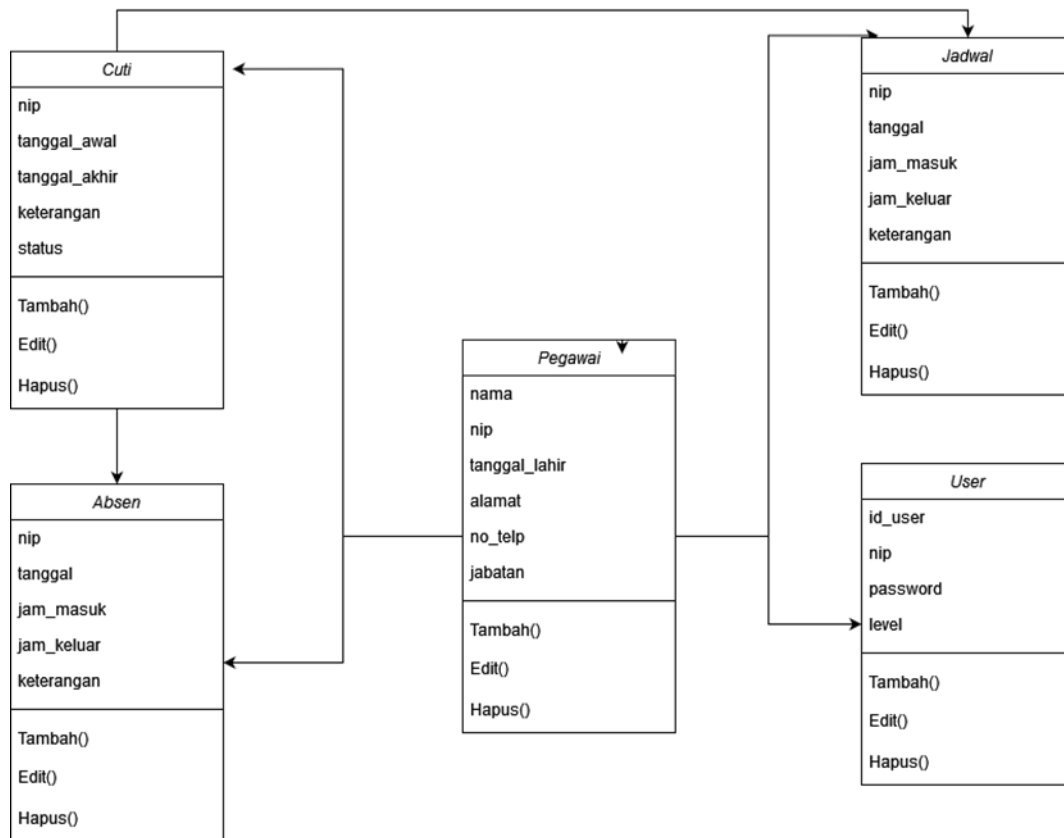 Cuti
nip
tanggal_awal
tanggal_akhir
keterangan
status
Tambah()
Edit()
Hapus()
Absen
nip
tanggal
jam_masuk
jam_keluar
keterangan
Tambah()
Edit()
Hapus()
Pegawai
nama
nip
tanggal_lahir
alamat
no_telp
jabatan
Tambah()
Edit()
Hapus()
Jadwal
nip
tanggal
jam_masuk
jam_keluar
keterangan
Tambah()
Edit()
Hapus()
User
id_user
nip
password
level
Tambah()
Edit()
Hapus()